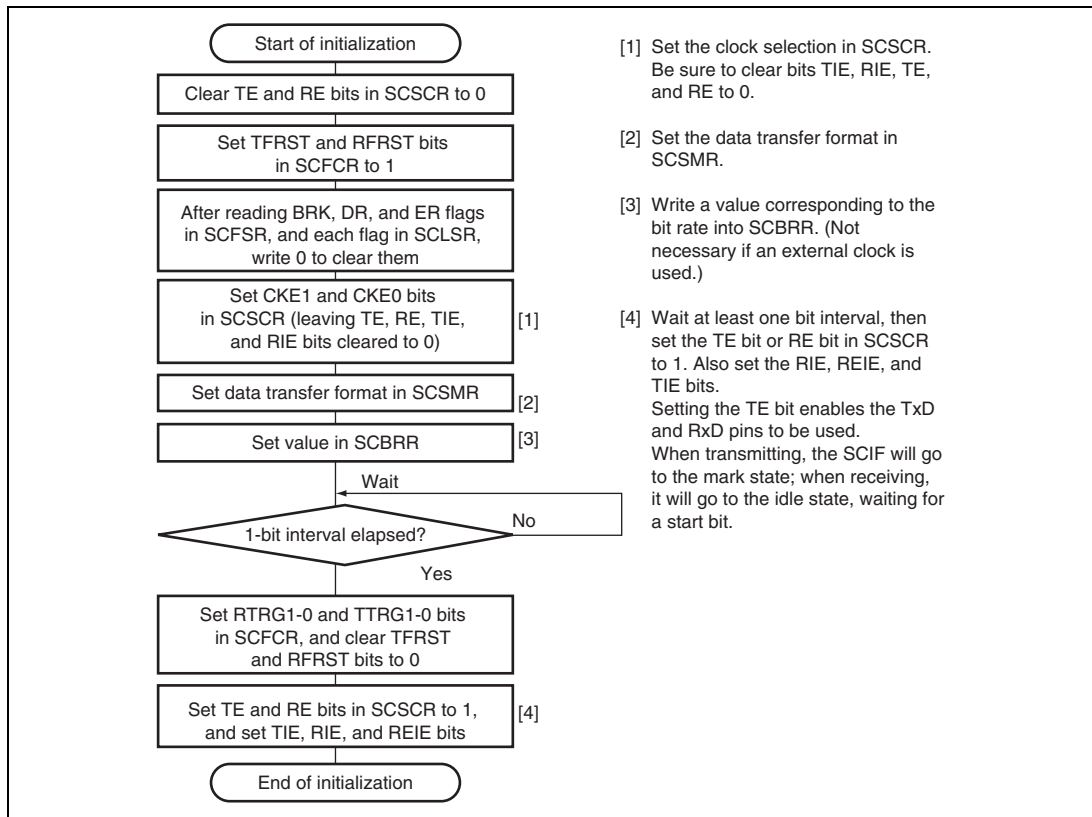 Start of initialization
Clear TE and RE bits in SCSCR to 0
Set TFRST and RFRST bits
in SCFCR to 1
After reading BRK, DR, and ER flags
in SCFSR, and each flag in SCLSR,
write 0 to clear them
Set CKE1 and CKE0 bits
in SCSCR (leaving TE, RE, TIE,
and RIE bits cleared to 0)
[1]
Set data transfer format in SCSMR
[2]
Set value in SCBRR
[3]
Wait
1-bit interval elapsed?
No
Yes
Set RTRG1-0 and TTRG1-0 bits
in SCFCR, and clear TFRST
and RFRST bits to 0
Set TE and RE bits in SCSCR to 1,
and set TIE, RIE, and REIE bits
[4]
End of initialization
[1] Set the clock selection in SCSCR.
Be sure to clear bits TIE, RIE, TE,
and RE to 0.
[2] Set the data transfer format in
SCSMR.
[3] Write a value corresponding to the
bit rate into SCBRR. (Not
necessary if an external clock is
used.)
[4] Wait at least one bit interval, then
set the TE bit or RE bit in SCSCR
to 1. Also set the RIE, REIE, and
TIE bits.
Setting the TE bit enables the TxD
and RxD pins to be used.
When transmitting, the SCIF will go
to the mark state; when receiving,
it will go to the idle state, waiting for
a start bit.